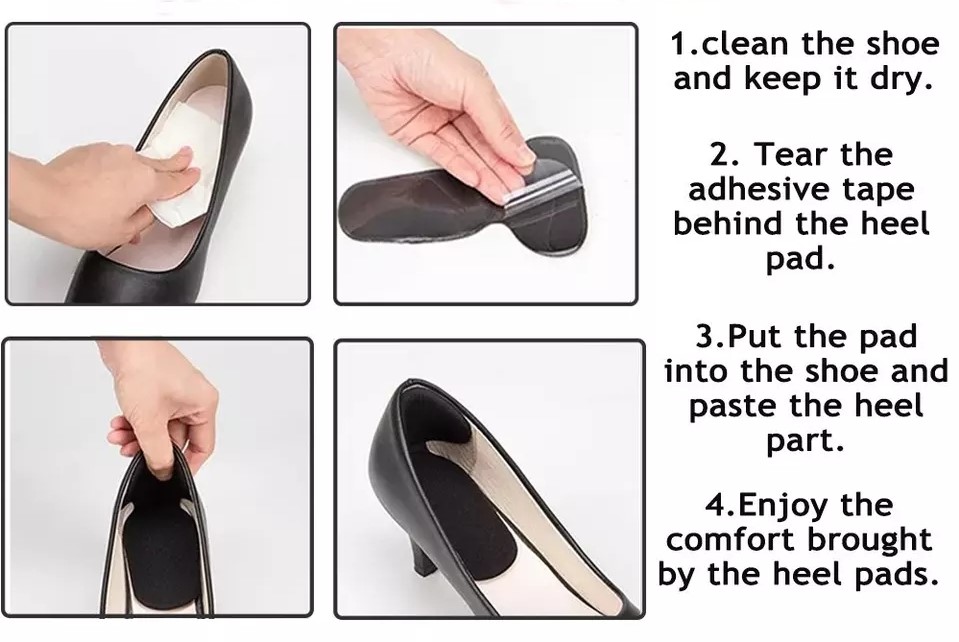 1.clean the shoe
and keep it dry.
2. Tear the
adhesive tape
behind the heel
pad.
3.Put the pad
into the shoe and
paste the heel
part.
4.Enjoy the
comfort brought
by the heel pads.